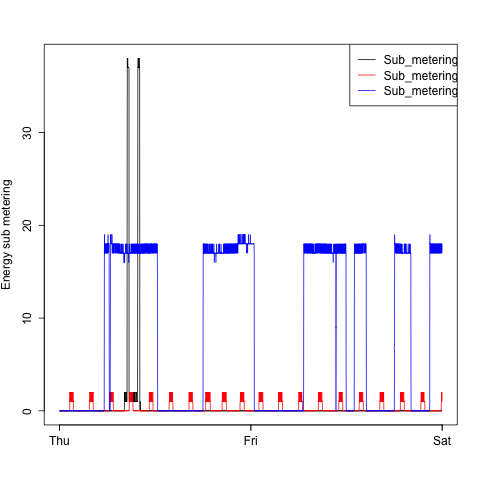 Sub_metering
Sub_metering
Sub_metering
Energy sub metering
30
20
10
0
Thu
Fri
Sat